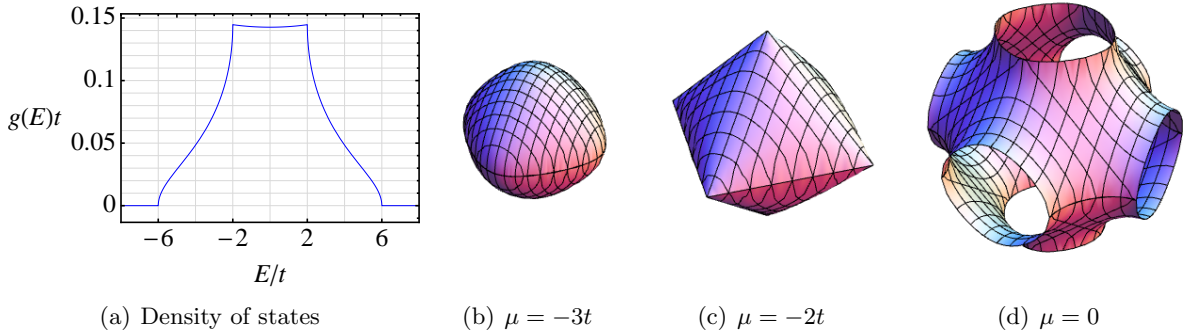 0.15
0.1
g(E)t
0.05
0
−6 −2 2 6
E/t
(a) Density of states (b) μ = −3t (c) μ = −2t (d) μ = 0